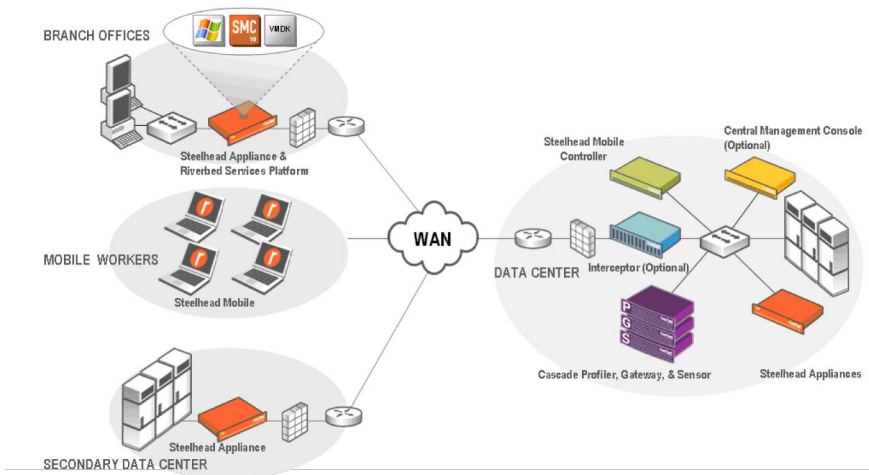 BRANCH OFFICES
SMC
VE
VMDK
Steelhead Appliance &
Riverbed Services Platform
MOBILE WORKERS
Steelhead Mobile
Steelhead Appliance
SECONDARY DATA CENTER
WAN
DATA CENTER
Steelhead Mobile
Controller
Central Management Console
(Optional)
Interceptor (Optional)
P
G
S
Cascade Profiler, Gateway, & Sensor
Steelhead Appliances